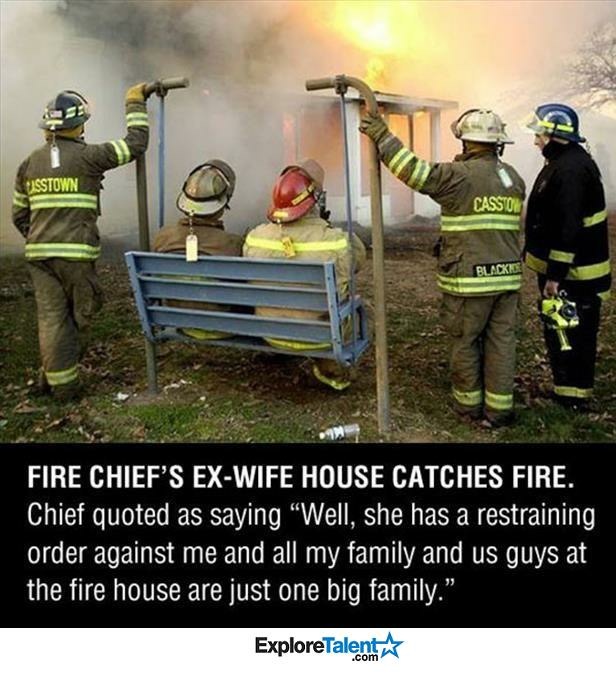 CASSTOWN
CASSTOW
BLACKM
FIRE CHIEF'S EX-WIFE HOUSE CATCHES FIRE.
Chief quoted as saying “Well, she has a restraining
order against me and all my family and us guys at
the fire house are just one big family.”
ExploreTalent
.com